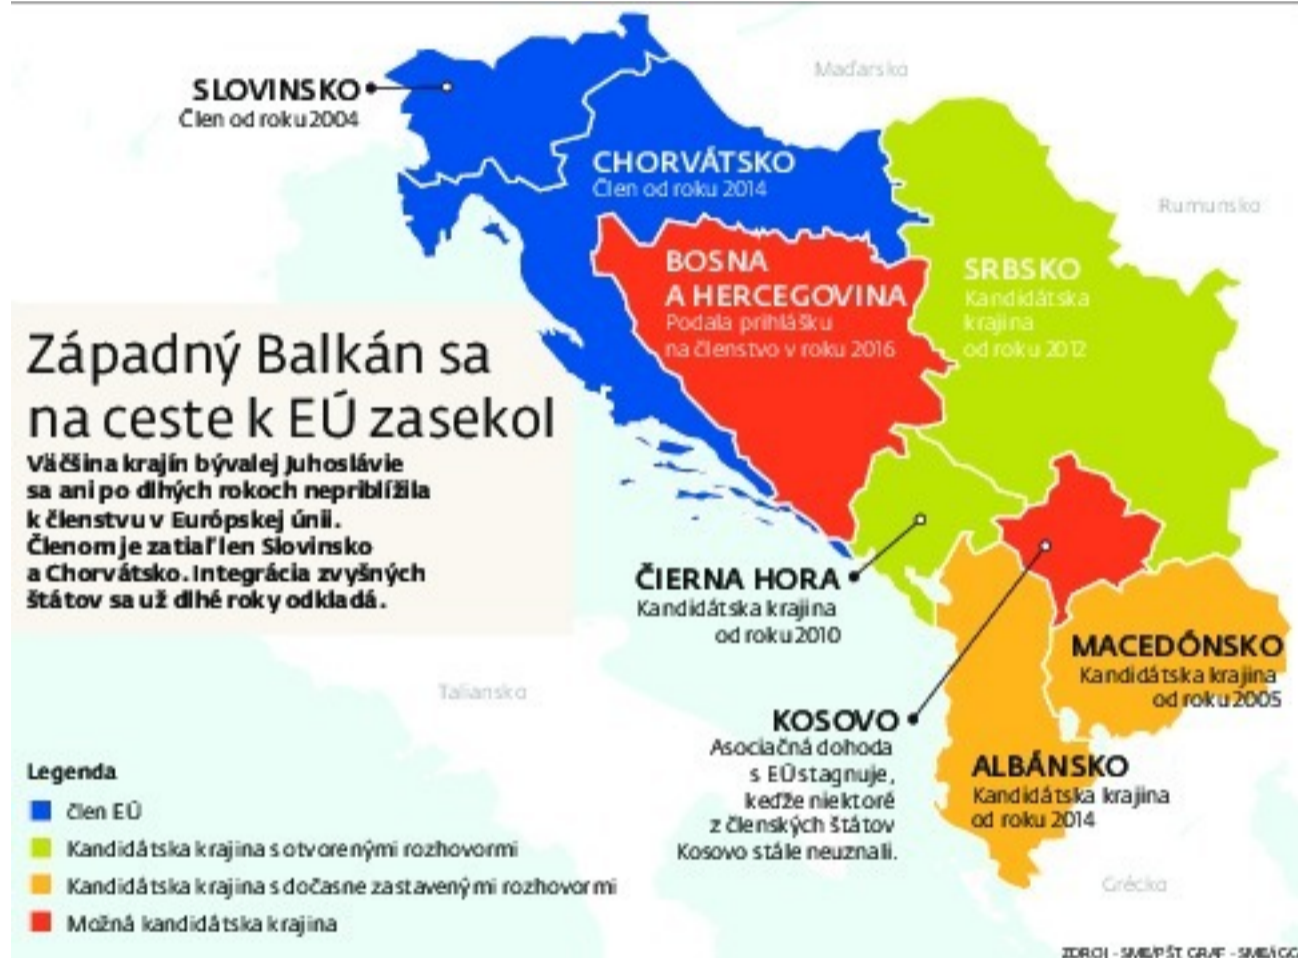 Maďarsko
SLOVINSKO
Člen od roku 2004
CHORVÁTSKO
Člen od roku 2014
Rumunsko
BOSNA
A HERCEGOVINA
Podala prihlášku
na členstvo v roku 2016
SRBSKO
Kandidátska
krajina
od roku 2012
Západný Balkán sa
na ceste k EÚ zasekol
Väčšina krajín bývalej Juhoslávie
sa ani po dlhých rokoch nepriblížila
k členstvu v Európskej únii.
Členom je zatiaľ len Slovinsko
a Chorvátsko. Integrácia zvyšných
štátov sa už dlhé roky odkladá.
ČIERNA HORA
Kandidátska krajina
od roku 2010
MACEDÓNSKO
Kandidátska krajina
od roku 2005
Taliansko
KOSOVO
Asociačná dohoda
s EÚ stagnuje,
keďže niektoré
z členských štátov
Kosovo stále neuznali.
ALBÁNSKO
Kandidátska krajina
od roku 2014
Grécko
Legenda
člen EÚ
Kandidátska krajina s otvorenými rozhovormi
Kandidátska krajina s dočasne zastavenými rozhovormi
Možná kandidátska krajina
ZDROJ - SME/PŠT GRAF - SME